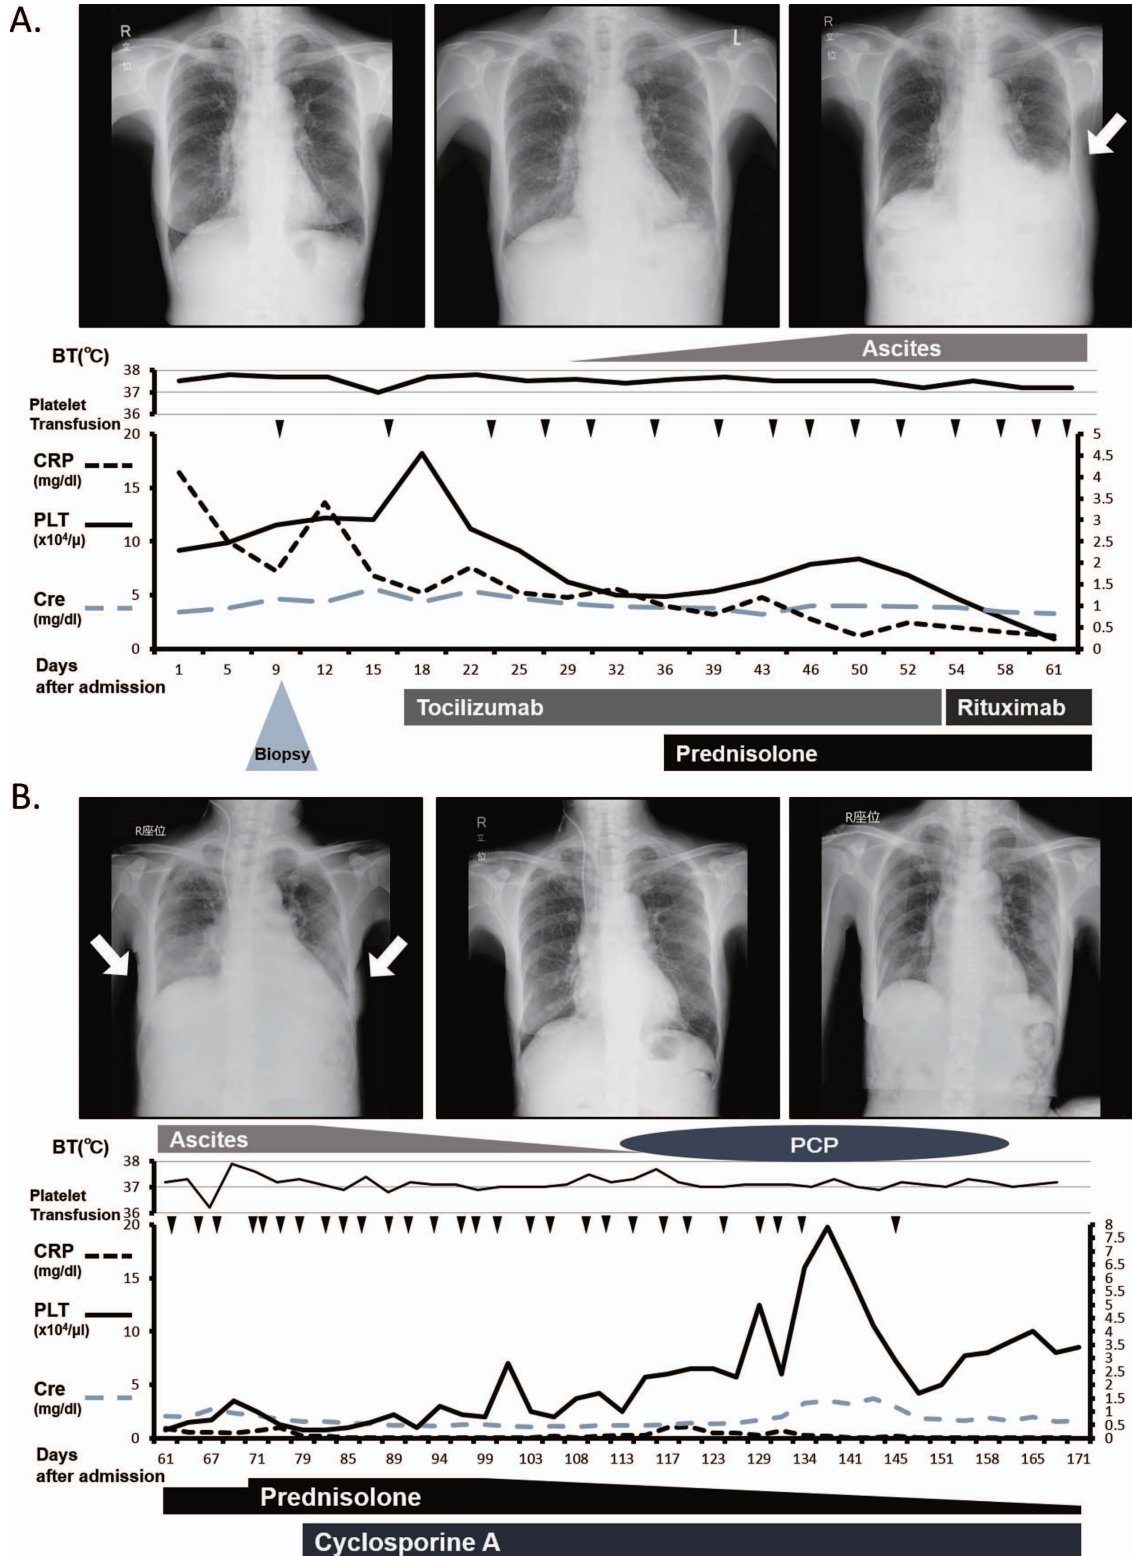 A.
R
立
位
L
R
立
位
Ascites
BT(°C)
38
37
36
Platelet
Transfusion
20
15
10
5
0
CRP
(mg/dl)
PLT
(x10⁴/μ)
Cre
(mg/dl)
5
4.5
4
3.5
3
2.5
2
1.5
1
0.5
0
Days
after admission
1 5 9 12 15 18 22 25 29 32 36 39 43 46 50 52 54 58 61
Tocilizumab
Rituximab
Prednisolone
Biopsy
B.
R座位
R
立
位
R座位
Ascites
PCP
BT(°C)
38
37
36
Platelet
Transfusion
20
15
10
5
0
CRP
(mg/dl)
PLT
(x10⁴/μl)
Cre
(mg/dl)
8
7.5
7
6.5
6
5.5
5
4.5
4
3.5
3
2.5
2
1.5
1
0.5
0
Days
after admission
61 67 71 79 85 89 94 99 103 108 113 117 123 129 134 141 145 151 158 165 171
Prednisolone
Cyclosporine A